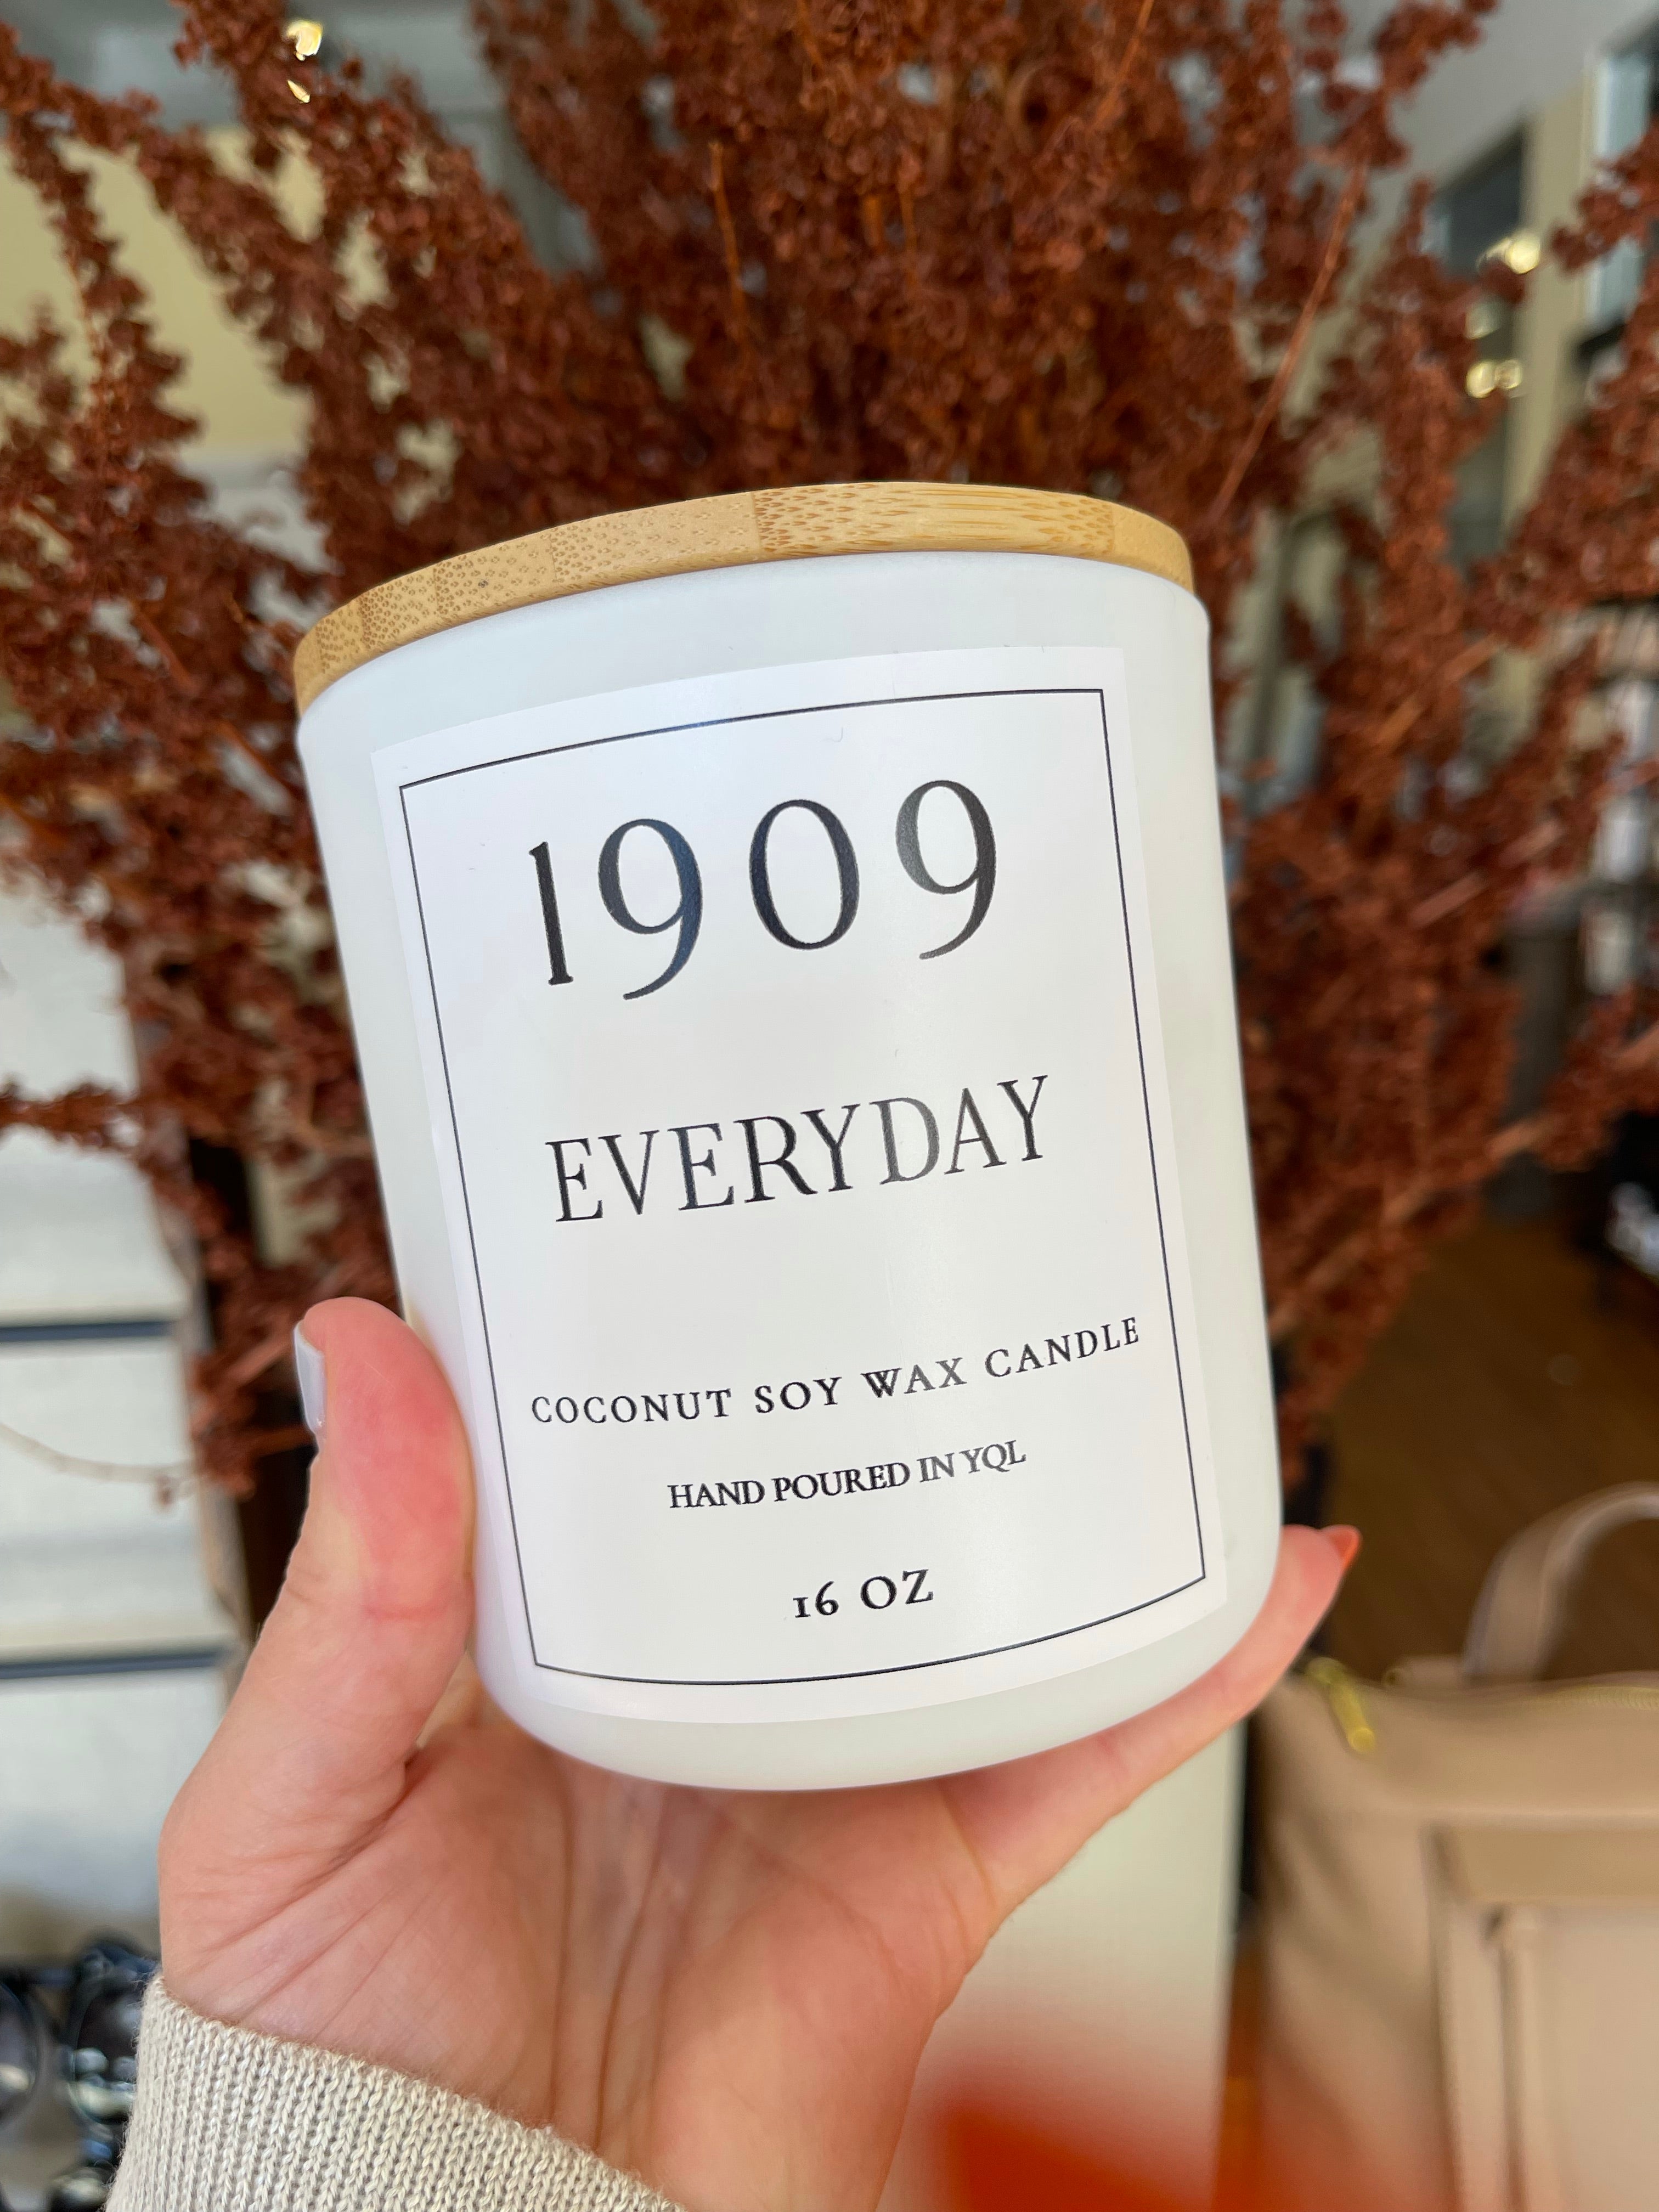 1909
EVERYDAY
COCONUT SOY WAX CANDLE
HAND POURED IN YQL
16 OZ